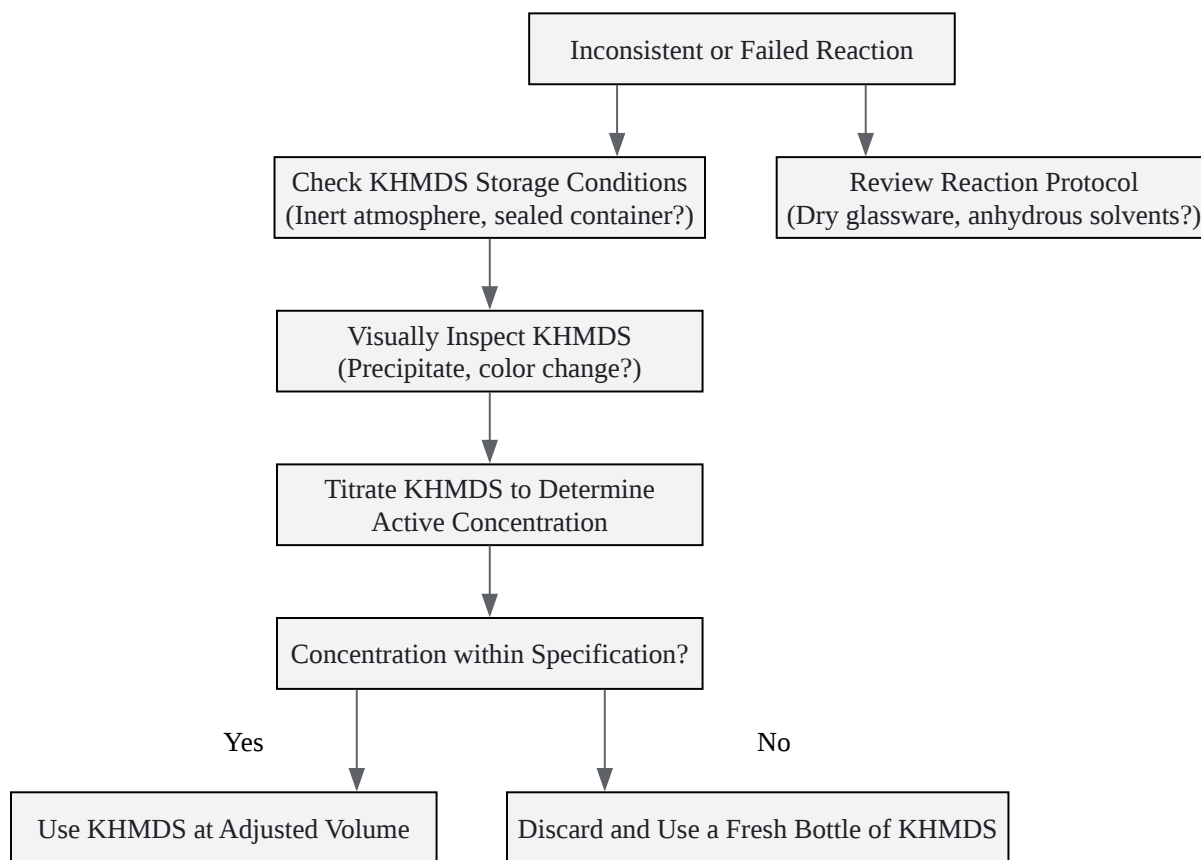 Inconsistent or Failed Reaction
Check KHMDS Storage Conditions
(Inert atmosphere, sealed container?)
Review Reaction Protocol
(Dry glassware, anhydrous solvents?)
Visually Inspect KHMDS
(Precipitate, color change?)
Titrate KHMDS to Determine
Active Concentration
Concentration within Specification?
Yes
No
Use KHMDS at Adjusted Volume
Discard and Use a Fresh Bottle of KHMDS